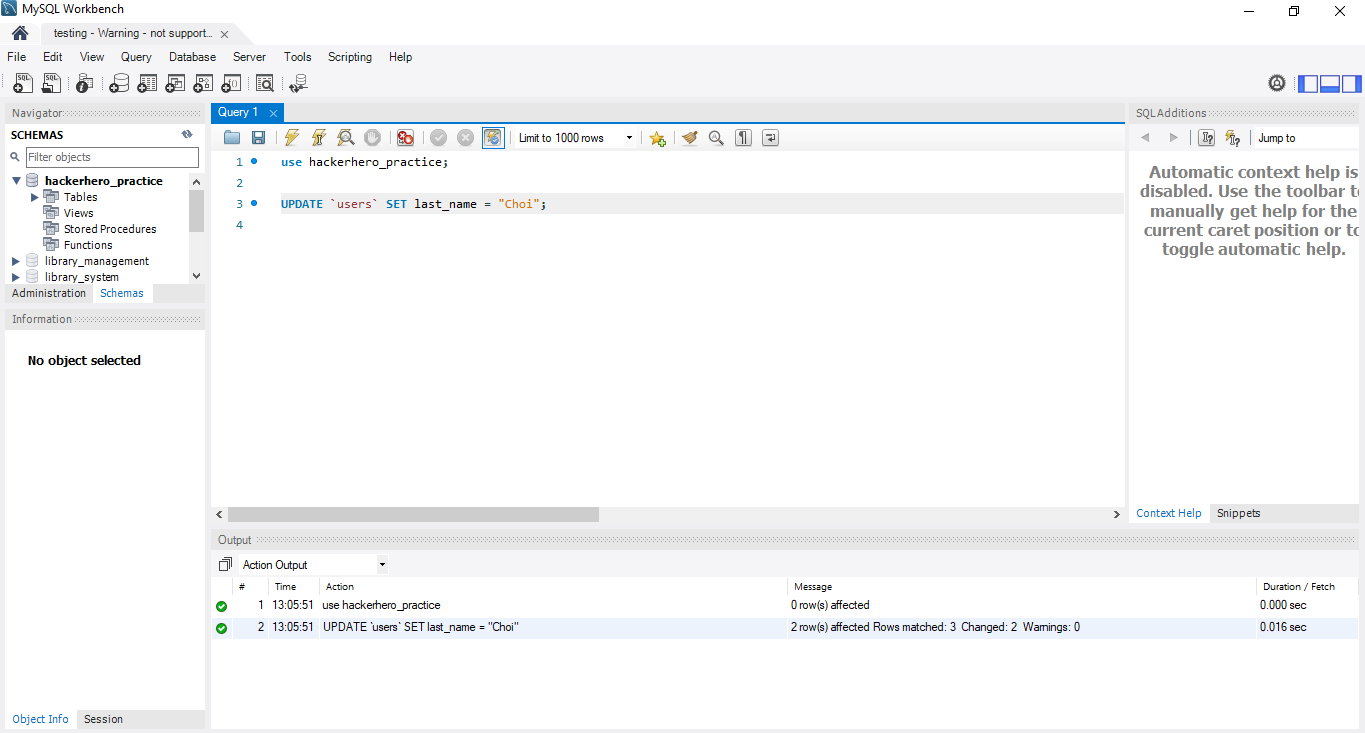 MySQL Workbench
testing - Warning - not support...
File Edit View Query Database Server Tools Scripting Help
Navigator
SCHEMAS
Filter objects
hackerhero_practice
Tables
Views
Stored Procedures
Functions
library_management
library_system
Administration Schemas
Information
No object selected
Object Info Session
Query 1
Limit to 1000 rows
1 use hackerhero_practice;
2
3 UPDATE `users` SET last_name = "Choi";
4
SQLAdditions
Jump to
Automatic context help is
disabled. Use the toolbar t
manually get help for the
current caret position or to
toggle automatic help.
Context Help Snippets
Output
Action Output
# Time Action Message Duration / Fetch
1 13:05:51 use hackerhero_practice 0 row(s) affected 0.000 sec
2 13:05:51 UPDATE `users` SET last_name = "Choi" 2 row(s) affected Rows matched: 3 Changed: 2 Warnings: 0 0.016 sec